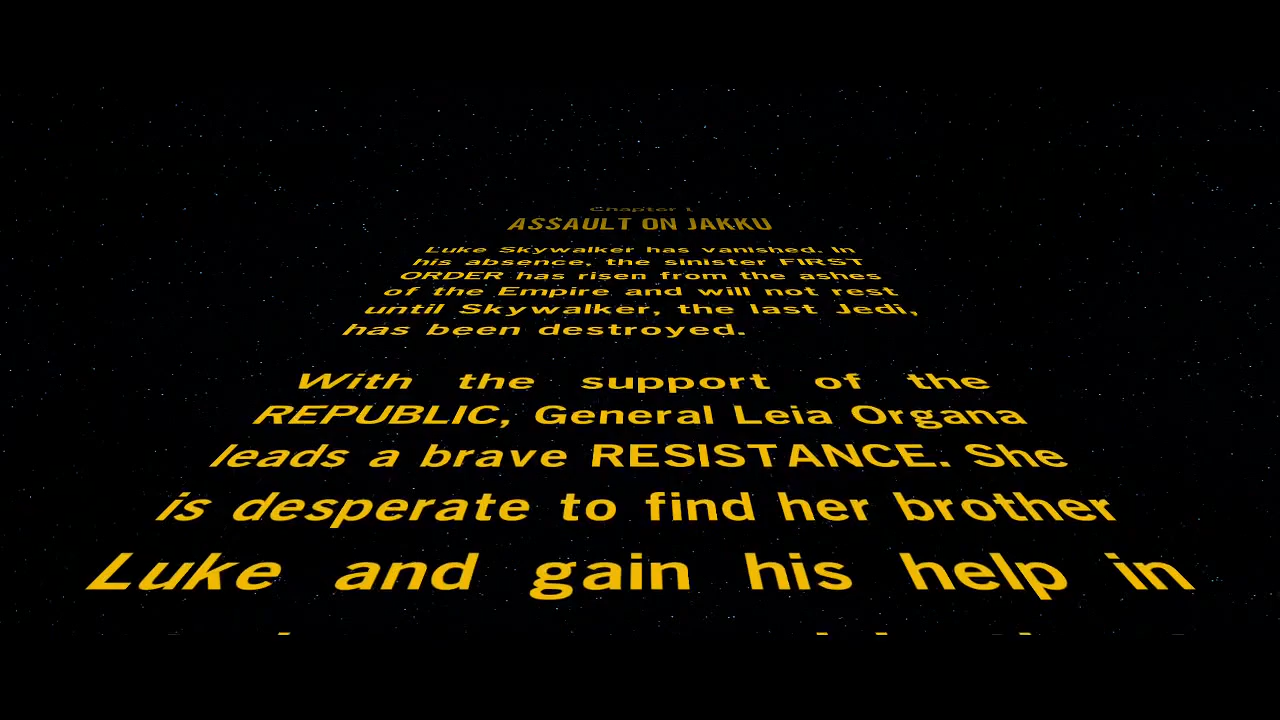 Chapter I
ASSAULT ON JAKKU
Luke Skywalker has vanished. In
his absence, the sinister FIRST
ORDER has risen from the ashes
of the Empire and will not rest
until Skywalker, the last Jedi,
has been destroyed.
With the support of the
REPUBLIC, General Leia Organa
leads a brave RESISTANCE. She
is desperate to find her brother
Luke and gain his help in